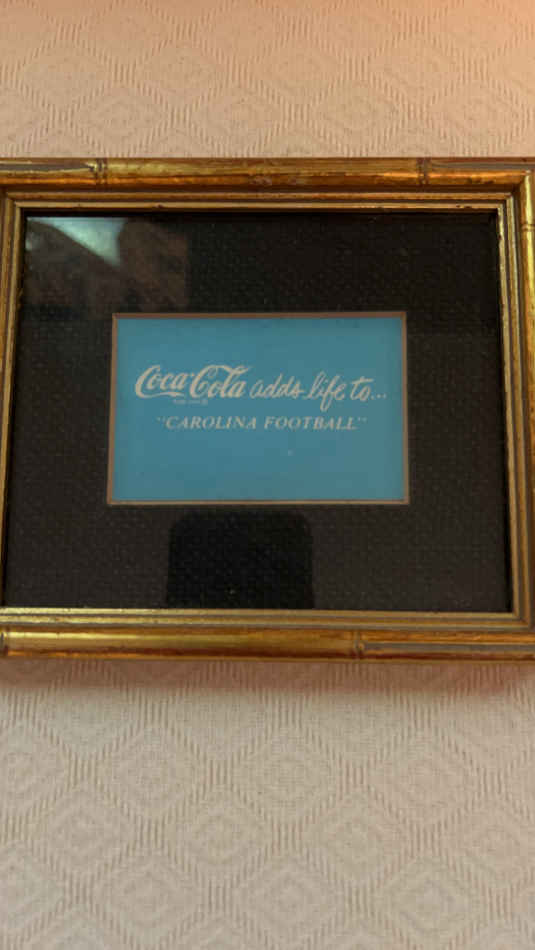 Coca-Cola adds life to...
"CAROLINA FOOTBALL"